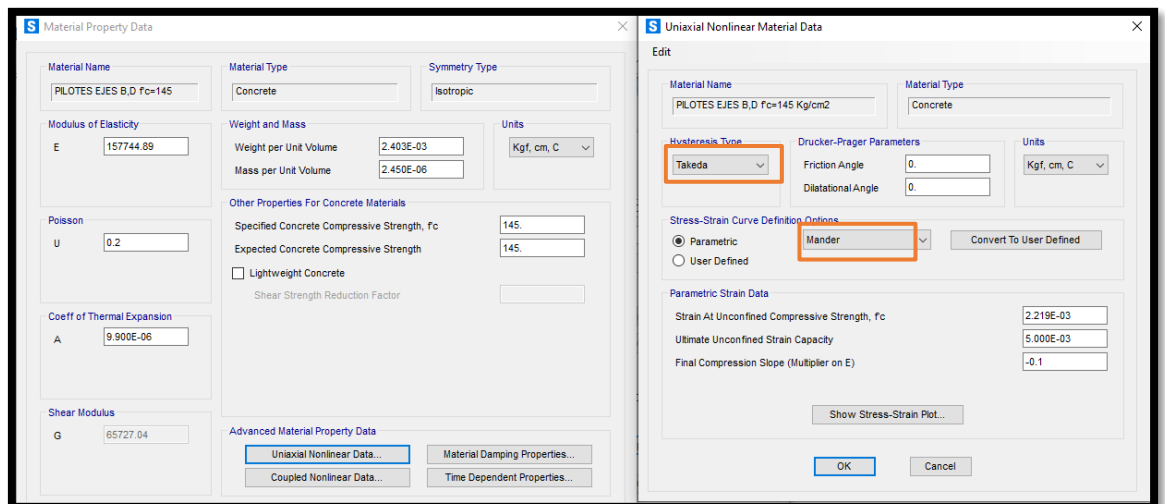 S Material Property Data
Material Name
PILOTES EJES B,D f'c=145
Material Type
Concrete
Symmetry Type
Isotropic
Modulus of Elasticity
E 157744.89
Weight and Mass
Weight per Unit Volume 2.403E-03
Mass per Unit Volume 2.450E-06
Units
Kgf, cm, C
Poisson
U 0.2
Other Properties For Concrete Materials
Specified Concrete Compressive Strength, f'c 145.
Expected Concrete Compressive Strength 145.
Lightweight Concrete
Shear Strength Reduction Factor
Coeff of Thermal Expansion
A 9.900E-06
Shear Modulus
G 65727.04
Advanced Material Property Data
Uniaxial Nonlinear Data... Material Damping Properties...
Coupled Nonlinear Data... Time Dependent Properties...
S Uniaxial Nonlinear Material Data
Edit
Material Name
PILOTES EJES B,D f'c=145 Kg/cm2
Material Type
Concrete
Hysteresis Type
Takeda
Drucker-Prager Parameters
Friction Angle 0.
Dilatational Angle 0.
Units
Kgf, cm, C
Stress-Strain Curve Definition Options
Parametric Mander Convert To User Defined
User Defined
Parametric Strain Data
Strain At Unconfined Compressive Strength, f'c 2.219E-03
Ultimate Unconfined Strain Capacity 5.000E-03
Final Compression Slope (Multiplier on E) -0.1
Show Stress-Strain Plot...
OK Cancel